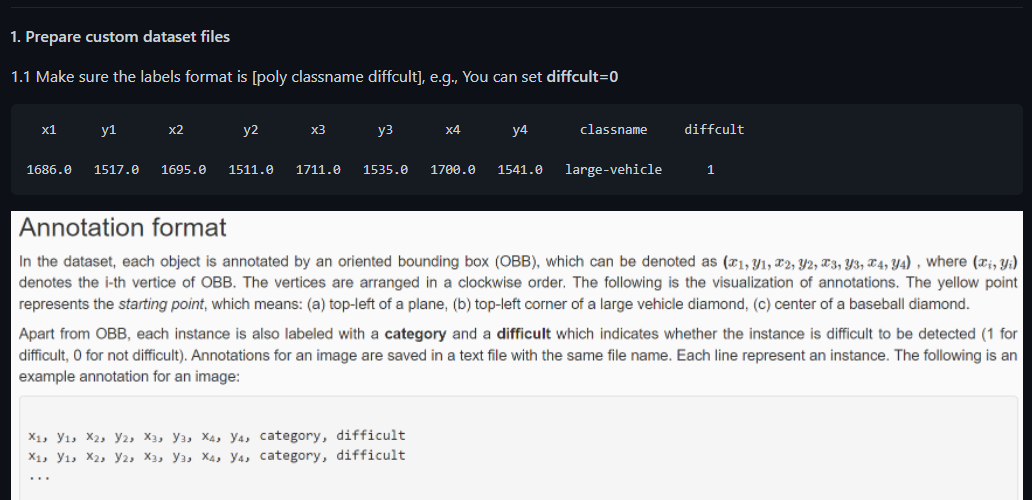 1. Prepare custom dataset files
1.1 Make sure the labels format is [poly classname diffcult], e.g., You can set diffcult=0
x1 y1 x2 y2 x3 y3 x4 y4 classname diffcult
1686.0 1517.0 1695.0 1511.0 1711.0 1535.0 1700.0 1541.0 large-vehicle 1
Annotation format
In the dataset, each object is annotated by an oriented bounding box (OBB), which can be denoted as (x₁, y₁, x₂, y₂, x₃, y₃, x₄, y₄) , where (xᵢ, yᵢ)
denotes the i-th vertice of OBB. The vertices are arranged in a clockwise order. The following is the visualization of annotations. The yellow point
represents the starting point, which means: (a) top-left of a plane, (b) top-left corner of a large vehicle diamond, (c) center of a baseball diamond.
Apart from OBB, each instance is also labeled with a category and a difficult which indicates whether the instance is difficult to be detected (1 for
difficult, 0 for not difficult). Annotations for an image are saved in a text file with the same file name. Each line represent an instance. The following is an
example annotation for an image:
x₁, y₁, x₂, y₂, x₃, y₃, x₄, y₄, category, difficult
x₁, y₁, x₂, y₂, x₃, y₃, x₄, y₄, category, difficult
...